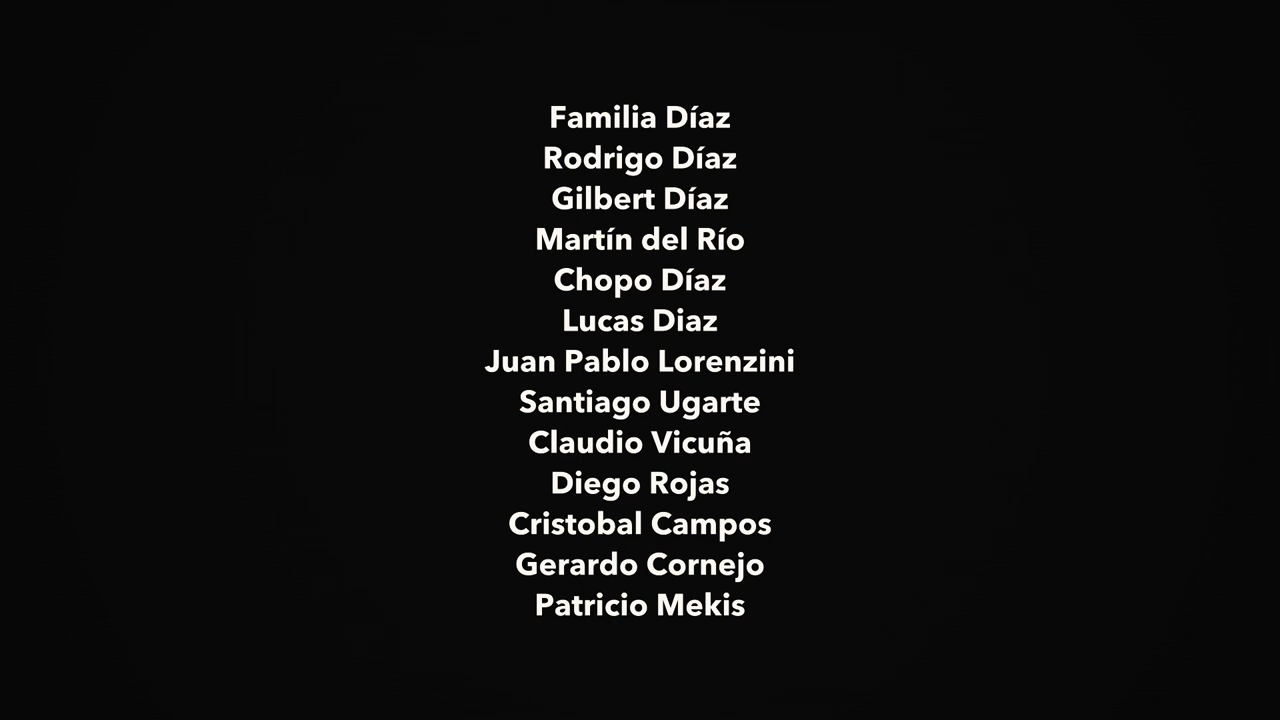 Familia Díaz
Rodrigo Díaz
Gilbert Díaz
Martín del Río
Chopo Díaz
Lucas Diaz
Juan Pablo Lorenzini
Santiago Ugarte
Claudio Vicuña
Diego Rojas
Cristobal Campos
Gerardo Cornejo
Patricio Mekis